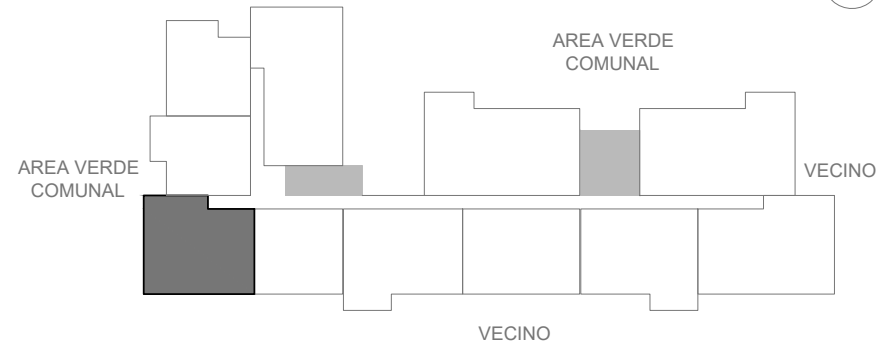 AREA VERDE
COMUNAL
AREA VERDE
COMUNAL
VECINO
VECINO